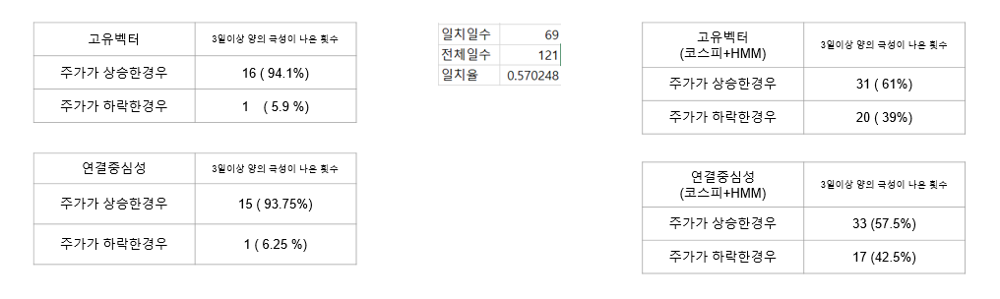 고유벡터 3일이상 양의 극성이 나온 횟수
주가가 상승한경우 16 ( 94.1%)
주가가 하락한경우 1 ( 5.9 %)
연결중심성 3일이상 양의 극성이 나온 횟수
주가가 상승한경우 15 ( 93.75%)
주가가 하락한경우 1 ( 6.25 %)
일치일수 69
전체일수 121
일치율 0.570248
고유벡터
(코스피+HMM) 3일이상 양의 극성이 나온 횟수
주가가 상승한경우 31 ( 61%)
주가가 하락한경우 20 ( 39%)
연결중심성
(코스피+HMM) 3일이상 양의 극성이 나온 횟수
주가가 상승한경우 33 (57.5%)
주가가 하락한경우 17 (42.5%)